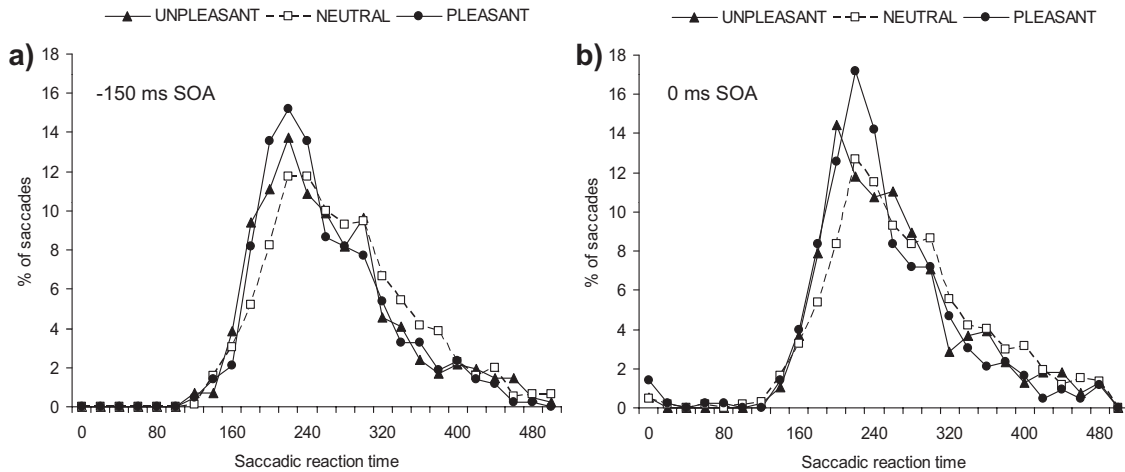 UNPLEASANT NEUTRAL PLEASANT
a)
-150 ms SOA
% of saccades
18
16
14
12
10
8
6
4
2
0
0 80 160 240 320 400 480
Saccadic reaction time
UNPLEASANT NEUTRAL PLEASANT
b)
0 ms SOA
% of saccades
18
16
14
12
10
8
6
4
2
0
0 80 160 240 320 400 480
Saccadic reaction time